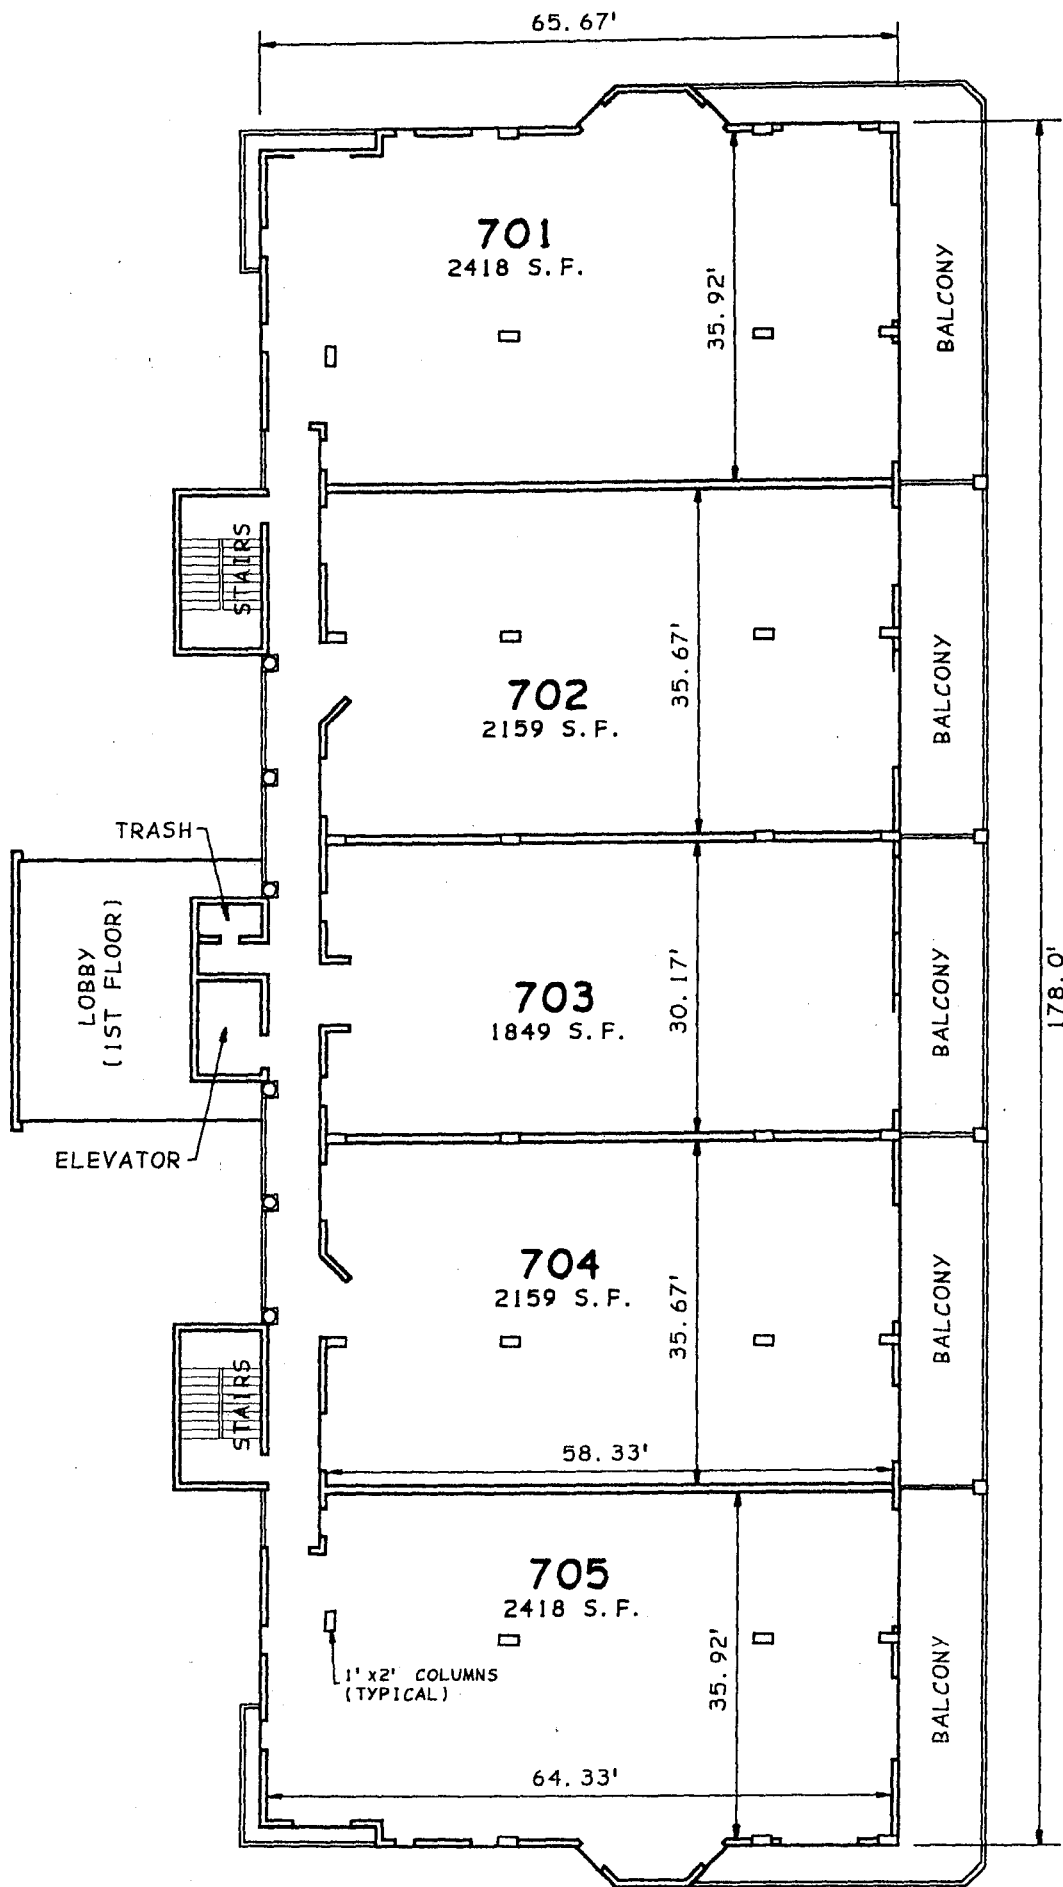 65.67'
701
2418 S.F.
35.92'
BALCONY
STAIRS
702
2159 S.F.
35.67'
BALCONY
TRASH
LOBBY
(1ST FLOOR)
703
1849 S.F.
30.17'
BALCONY
178.0'
ELEVATOR
704
2159 S.F.
35.67'
BALCONY
STAIRS
58.33'
705
2418 S.F.
35.92'
1'x2' COLUMNS
(TYPICAL)
BALCONY
64.33'